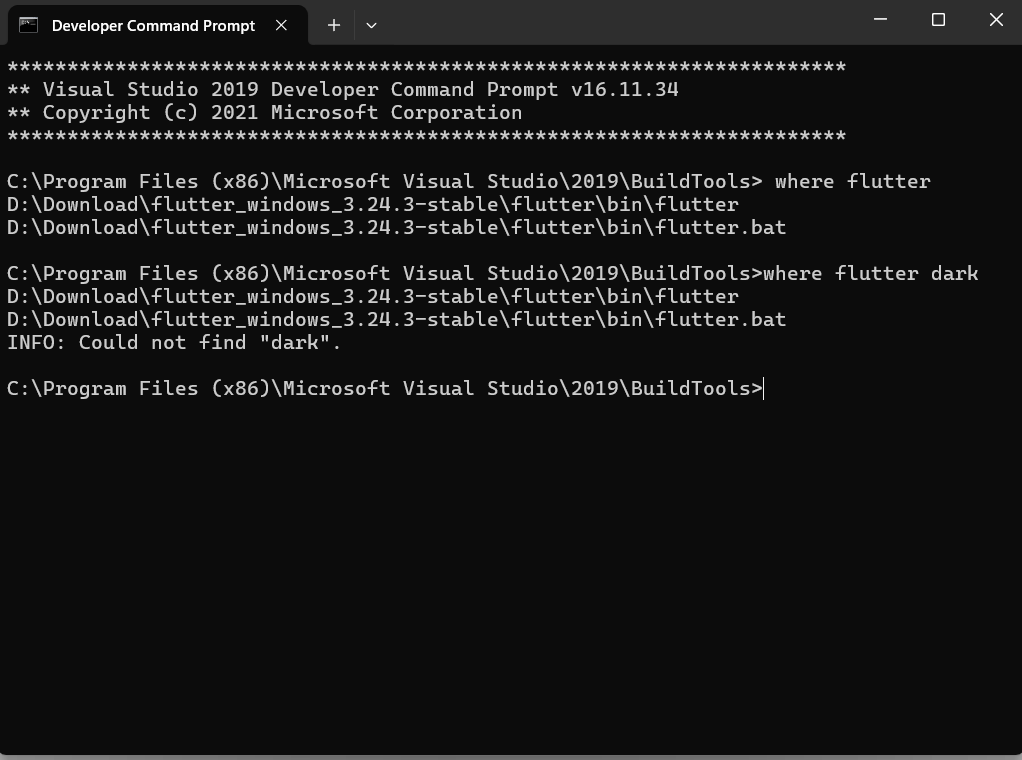 Developer Command Prompt
**********************************************************************
** Visual Studio 2019 Developer Command Prompt v16.11.34
** Copyright (c) 2021 Microsoft Corporation
**********************************************************************
C:\Program Files (x86)\Microsoft Visual Studio\2019\BuildTools> where flutter
D:\Download\flutter_windows_3.24.3-stable\flutter\bin\flutter
D:\Download\flutter_windows_3.24.3-stable\flutter\bin\flutter.bat
C:\Program Files (x86)\Microsoft Visual Studio\2019\BuildTools>where flutter dark
D:\Download\flutter_windows_3.24.3-stable\flutter\bin\flutter
D:\Download\flutter_windows_3.24.3-stable\flutter\bin\flutter.bat
INFO: Could not find "dark".
C:\Program Files (x86)\Microsoft Visual Studio\2019\BuildTools>